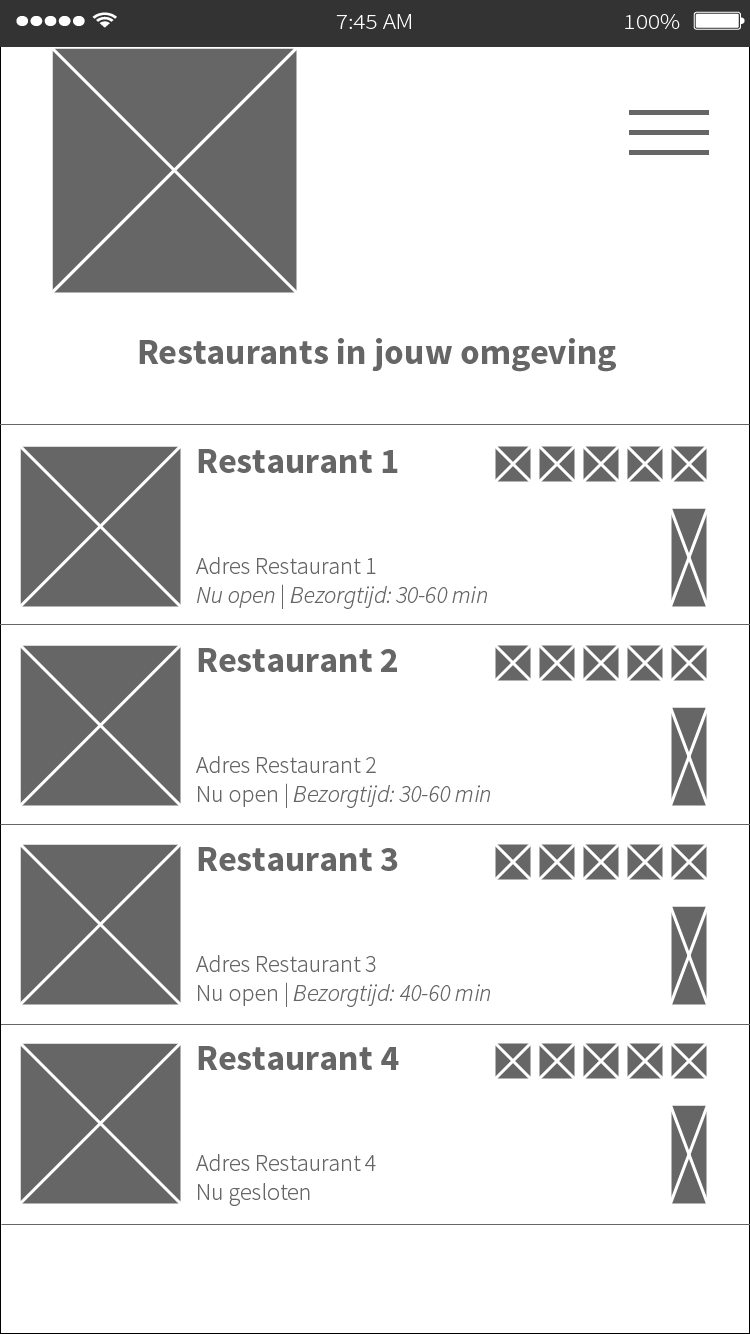 7:45 AM 100%
Restaurants in jouw omgeving
Restaurant 1
Adres Restaurant 1
Nu open | Bezorgtijd: 30-60 min
Restaurant 2
Adres Restaurant 2
Nu open | Bezorgtijd: 30-60 min
Restaurant 3
Adres Restaurant 3
Nu open | Bezorgtijd: 40-60 min
Restaurant 4
Adres Restaurant 4
Nu gesloten